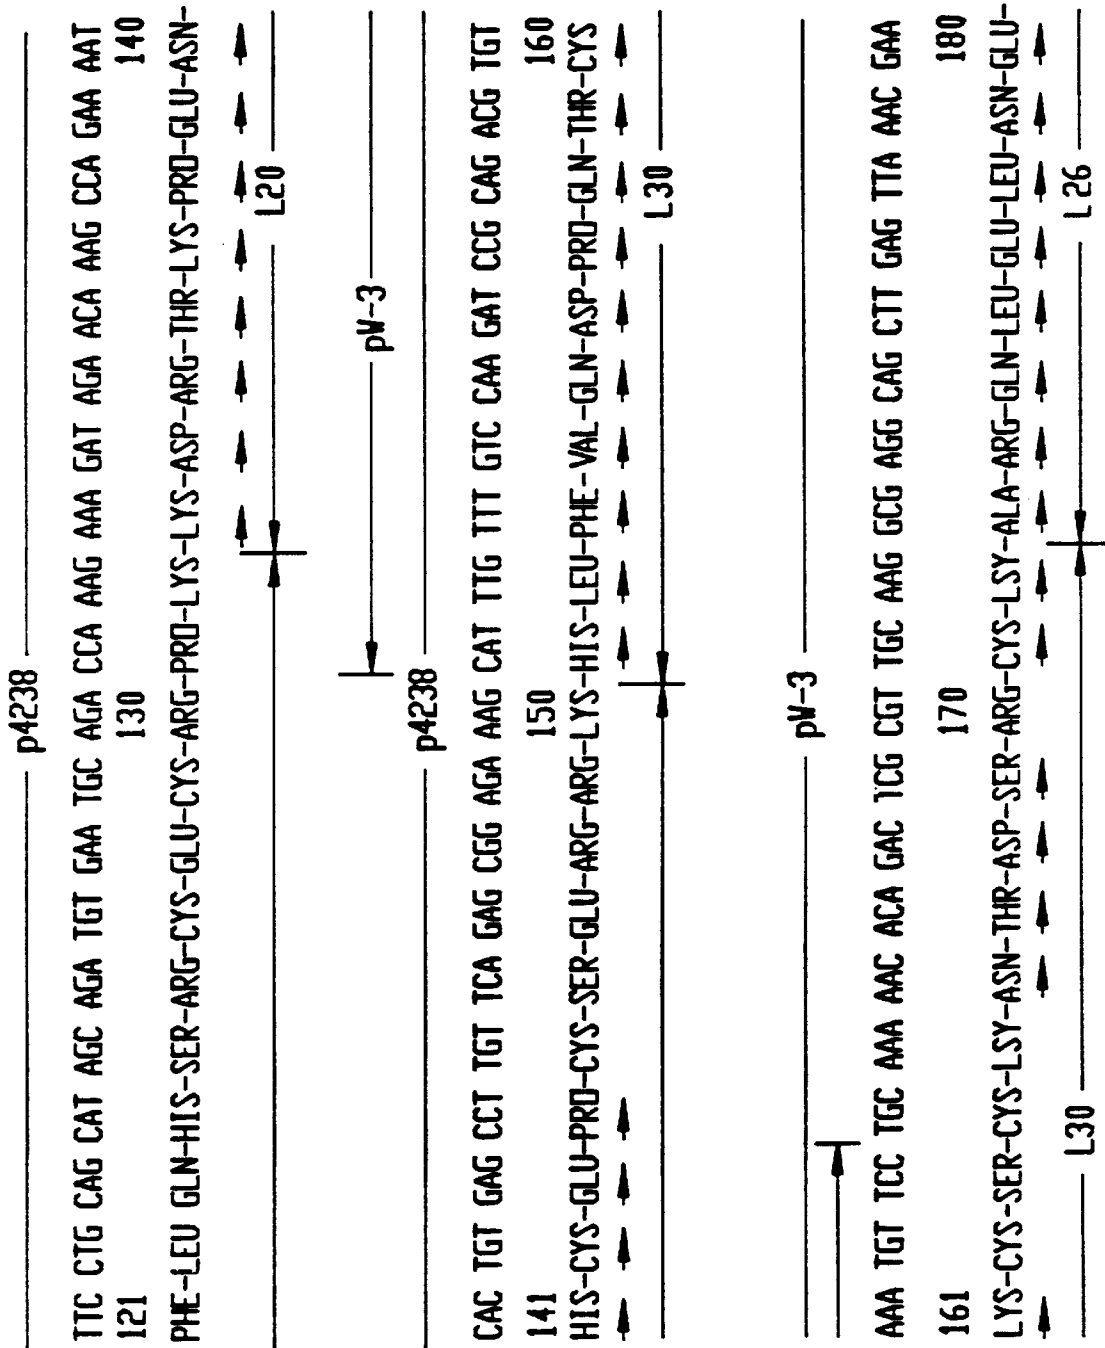 p4238
TTC CTG CAG CAT AGC AGA TGT GAA TGC AGA CCA AAG AAA GAT AGA ACA AAG CCA GAA AAT
121 130 140
PHE-LEU GLN-HIS-SER-ARG-CYS-GLU-CYS-ARG-PRO-LYS-LYS-ASP-ARG-THR-LYS-PRO-GLU-ASN-
L20
pW-3
p4238
CAC TGT GAG CCT TGT TCA GAG CGG AGA AAG CAT TTG TTT GTC CAA GAT CCG CAG ACG TGT
141 150 160
HIS-CYS-GLU-PRO-CYS-SER-GLU-ARG-ARG-LYS-HIS-LEU-PHE-VAL-GLN-ASP-PRO-GLN-THR-CYS
L30
pW-3
AAA TGT TCC TGC AAA AAC ACA GAC TCG CGT TGC AAG GCG AGG CAG CTT GAG TTA AAC GAA
161 170 180
LYS-CYS-SER-CYS-LSY-ASN-THR-ASP-SER-ARG-CYS-LSY-ALA-ARG-GLN-LEU-GLU-LEU-ASN-GLU-
L30 L26